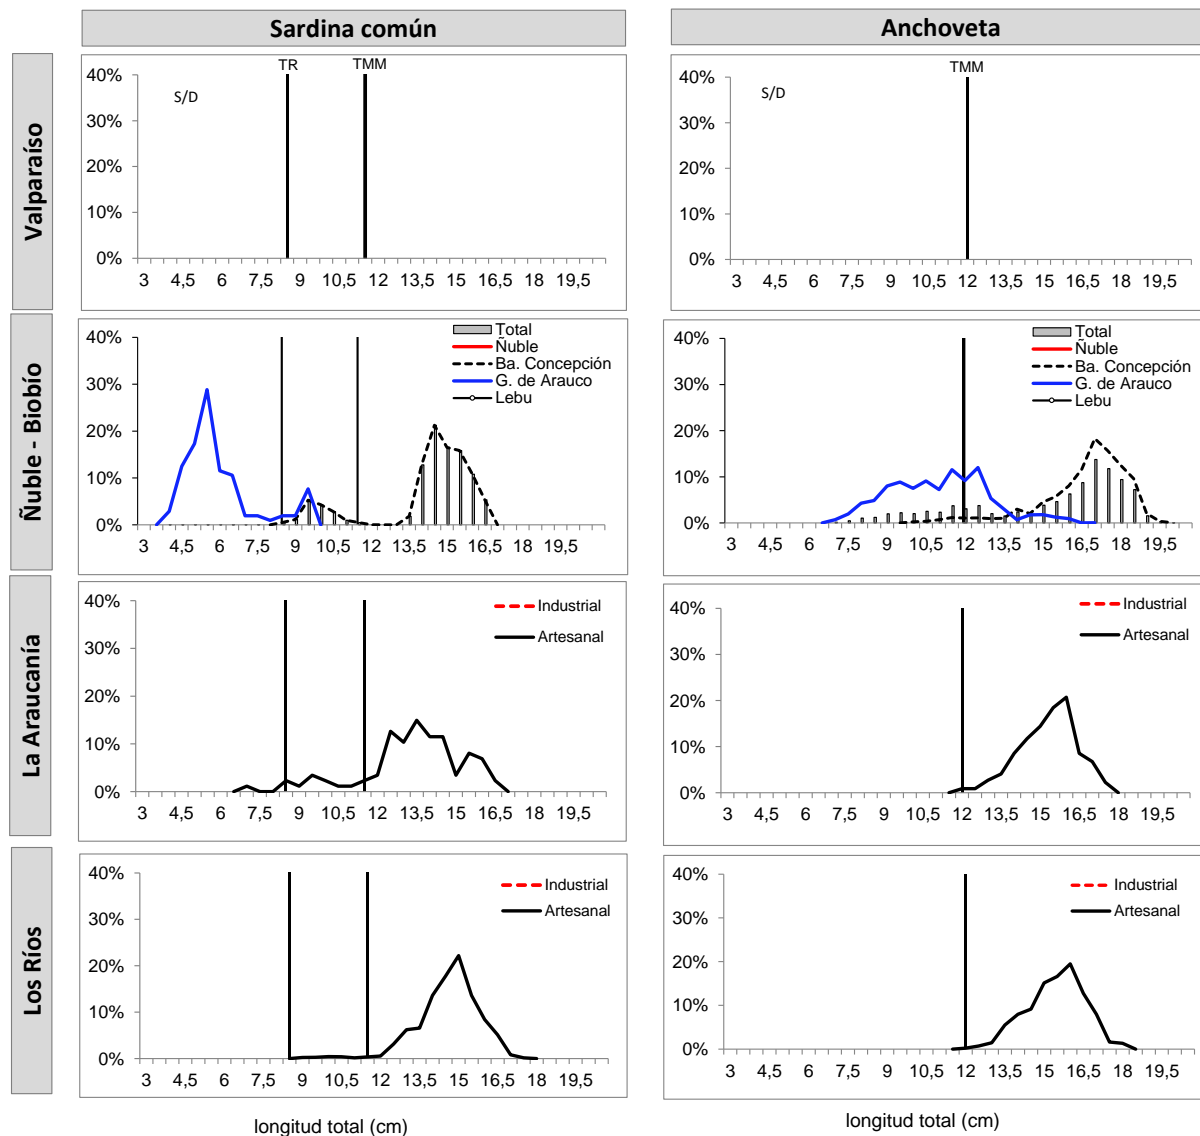 Sardina común
Anchoveta
Valparaíso
TR
TMM
S/D
40%
30%
20%
10%
0%
3 4,5 6 7,5 9 10,5 12 13,5 15 16,5 18 19,5
TMM
S/D
40%
30%
20%
10%
0%
3 4,5 6 7,5 9 10,5 12 13,5 15 16,5 18 19,5
Ñuble - Biobío
40%
30%
20%
10%
0%
Total
Ñuble
Ba. Concepción
G. de Arauco
Lebu
3 4,5 6 7,5 9 10,5 12 13,5 15 16,5 18 19,5
40%
30%
20%
10%
0%
Total
Ñuble
Ba. Concepción
G. de Arauco
Lebu
3 4,5 6 7,5 9 10,5 12 13,5 15 16,5 18 19,5
La Araucanía
40%
30%
20%
10%
0%
Industrial
Artesanal
3 4,5 6 7,5 9 10,5 12 13,5 15 16,5 18 19,5
40%
30%
20%
10%
0%
Industrial
Artesanal
3 4,5 6 7,5 9 10,5 12 13,5 15 16,5 18 19,5
Los Ríos
40%
30%
20%
10%
0%
Industrial
Artesanal
3 4,5 6 7,5 9 10,5 12 13,5 15 16,5 18 19,5
40%
30%
20%
10%
0%
Industrial
Artesanal
3 4,5 6 7,5 9 10,5 12 13,5 15 16,5 18 19,5
longitud total (cm)
longitud total (cm)